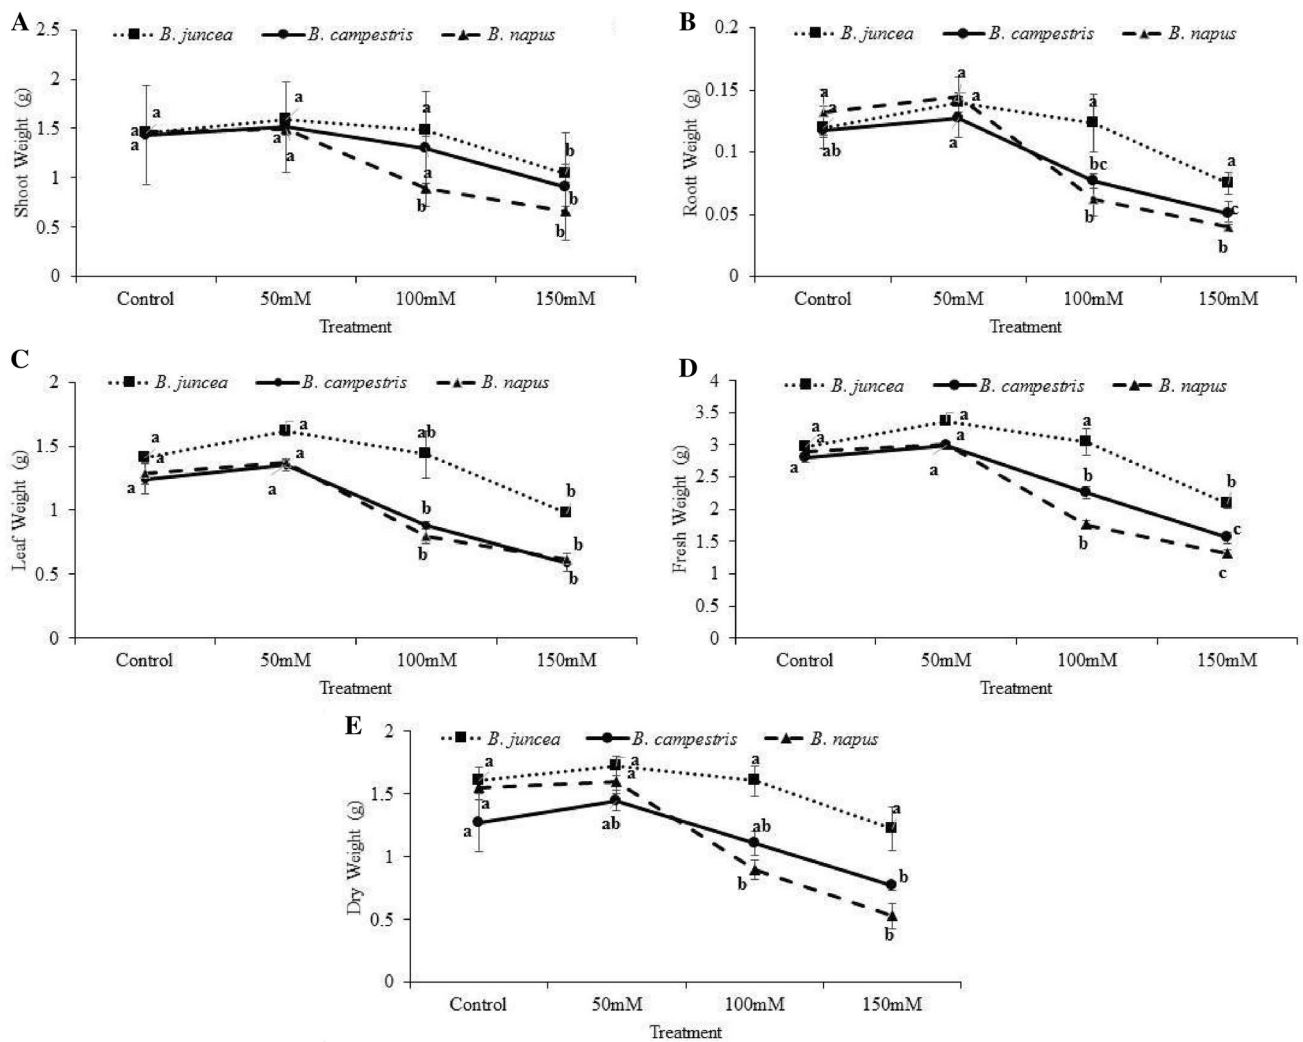 A
B. juncea B. campestris B. napus
Shoot Weight (g)
2.5
2
1.5
1
0.5
0
a a a
a a a
a a b
b b b
Control 50mM 100mM 150mM
Treatment
B
B. juncea B. campestris B. napus
Roott Weight (g)
0.2
0.15
0.1
0.05
0
a a ab
a a a
a bc b
a c b
Control 50mM 100mM 150mM
Treatment
C
B. juncea B. campestris B. napus
Leaf Weight (g)
2
1.5
1
0.5
0
a a a
a a a
ab b b
b b b
Control 50mM 100mM 150mM
Treatment
D
B. juncea B. campestris B. napus
Fresh Weight (g)
4
3.5
3
2.5
2
1.5
1
0.5
0
a a a
a a a
a b b
b c c
Control 50mM 100mM 150mM
Treatment
E
B. juncea B. campestris B. napus
Dry Weight (g)
2
1.5
1
0.5
0
a a a
a a ab
a ab b
a b b
Control 50mM 100mM 150mM
Treatment